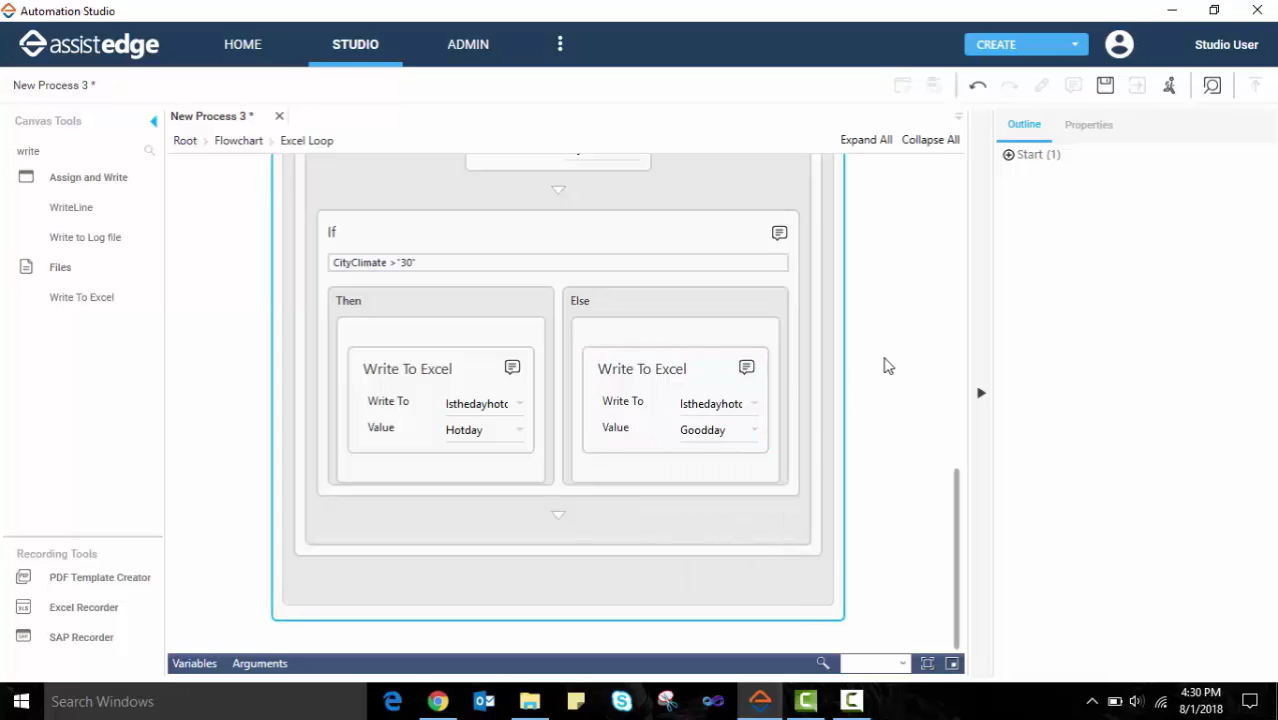 Automation Studio
assistedge
HOME
STUDIO
ADMIN
CREATE
Studio User
New Process 3 *
Canvas Tools
write
Assign and Write
WriteLine
Write to Log file
Files
Write To Excel
Recording Tools
PDF Template Creator
Excel Recorder
SAP Recorder
New Process 3 *
Root
Flowchart
Excel Loop
Expand All
Collapse All
If
CityClimate >"30"
Then
Write To Excel
Write To
Isthedayhotc
Value
Hotday
Else
Write To Excel
Write To
Isthedayhotc
Value
Goodday
Variables
Arguments
Outline
Properties
Start (1)
Search Windows
4:30 PM
8/1/2018